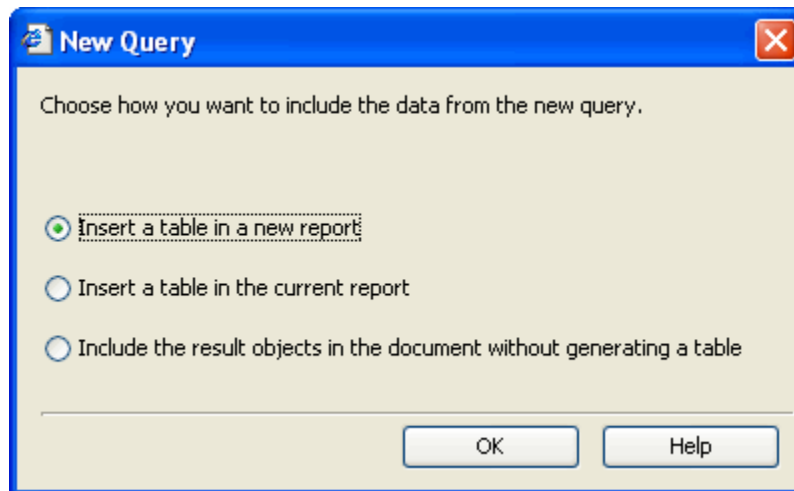 New Query
Choose how you want to include the data from the new query.
Insert a table in a new report
Insert a table in the current report
Include the result objects in the document without generating a table
OK Help